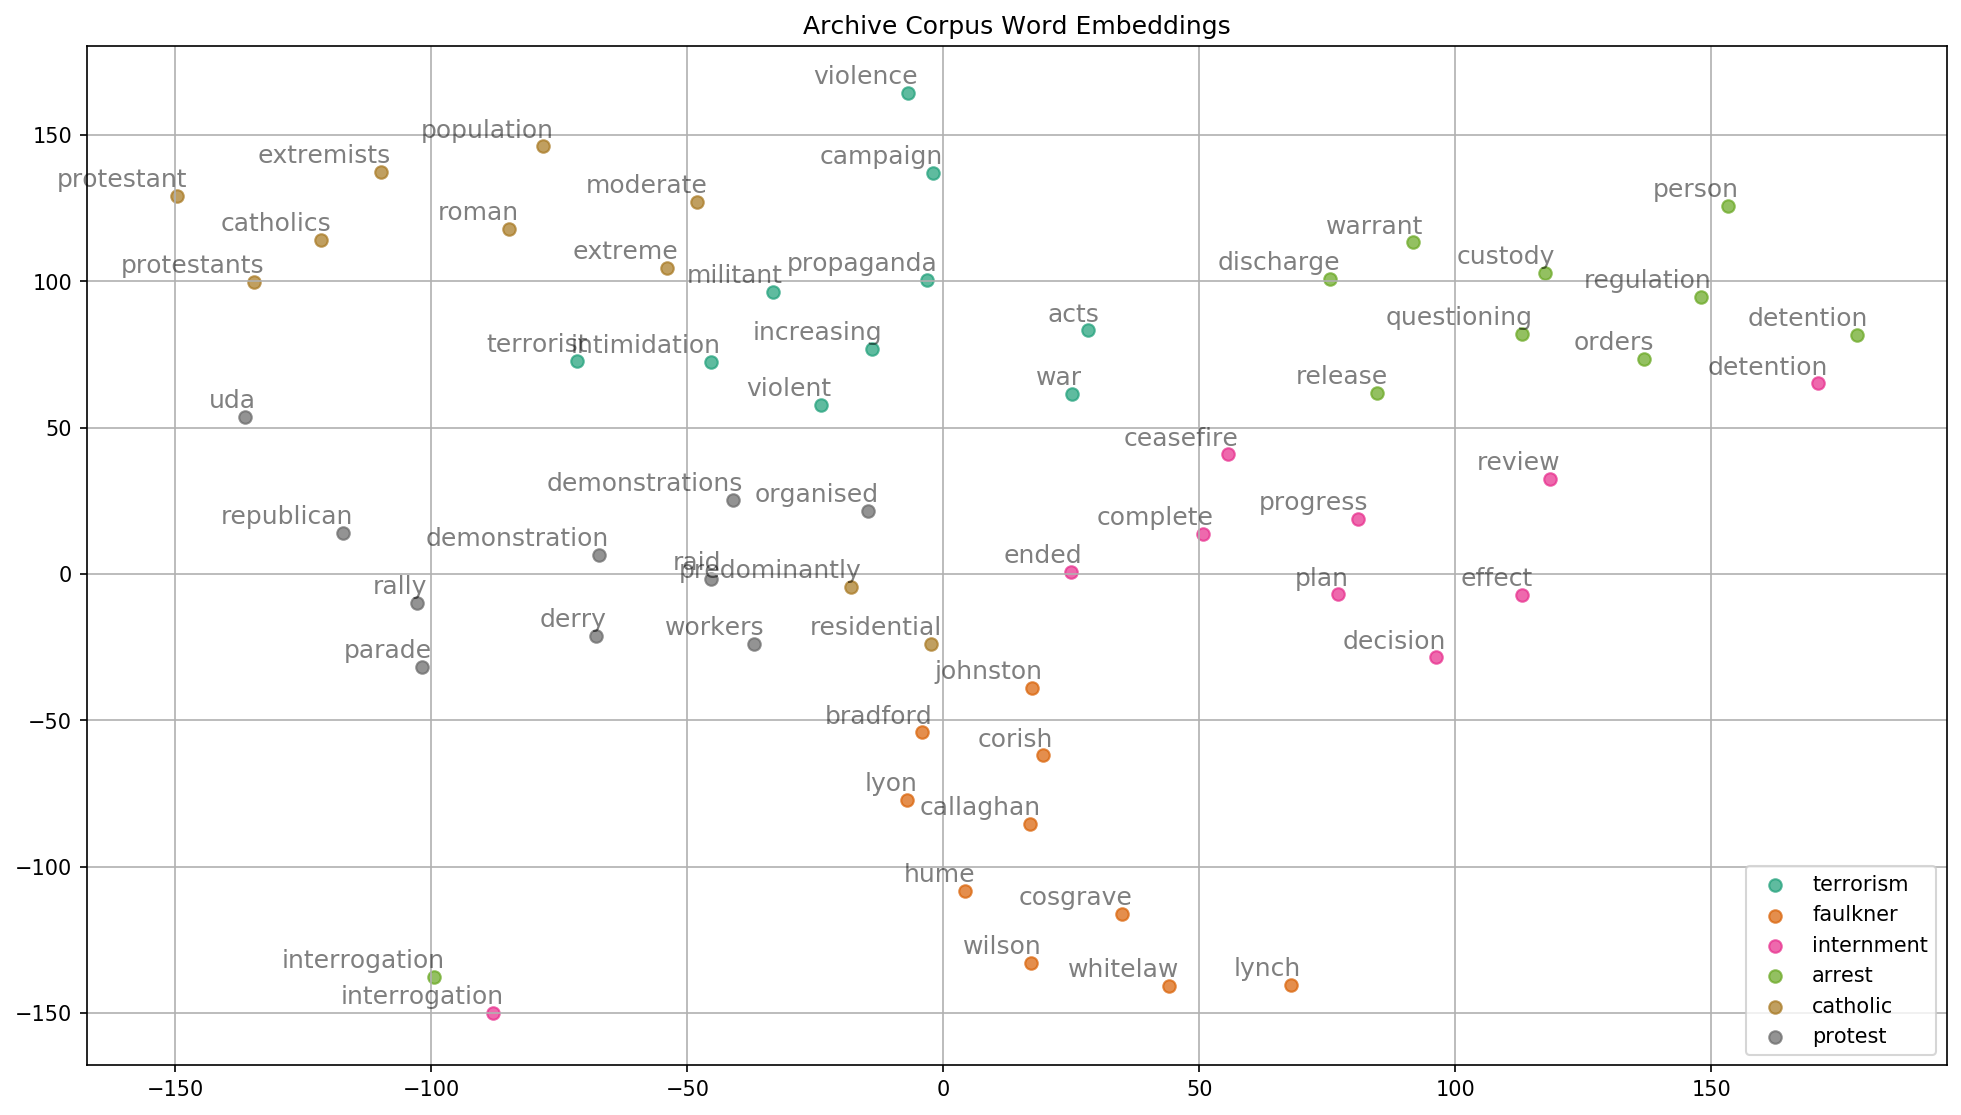 Archive Corpus Word Embeddings
violence
population
extremists
campaign
protestant
moderate
person
roman
catholics
warrant
extreme
custody
protestants
propaganda
discharge
militant
regulation
acts
questioning
detention
increasing
terrorist
intimidation
orders
detention
war
release
violent
uda
ceasefire
review
demonstrations
organised
progress
republican
complete
demonstration
ended
raid
predominantly
rally
plan
effect
derry
workers
residential
decision
parade
johnston
bradford
corish
lyon
callaghan
hume
cosgrave
wilson
interrogation
whitelaw
lynch
interrogation
150
100
50
0
−50
−100
−150
−150
−100
−50
0
50
100
150
terrorism
faulkner
internment
arrest
catholic
protest